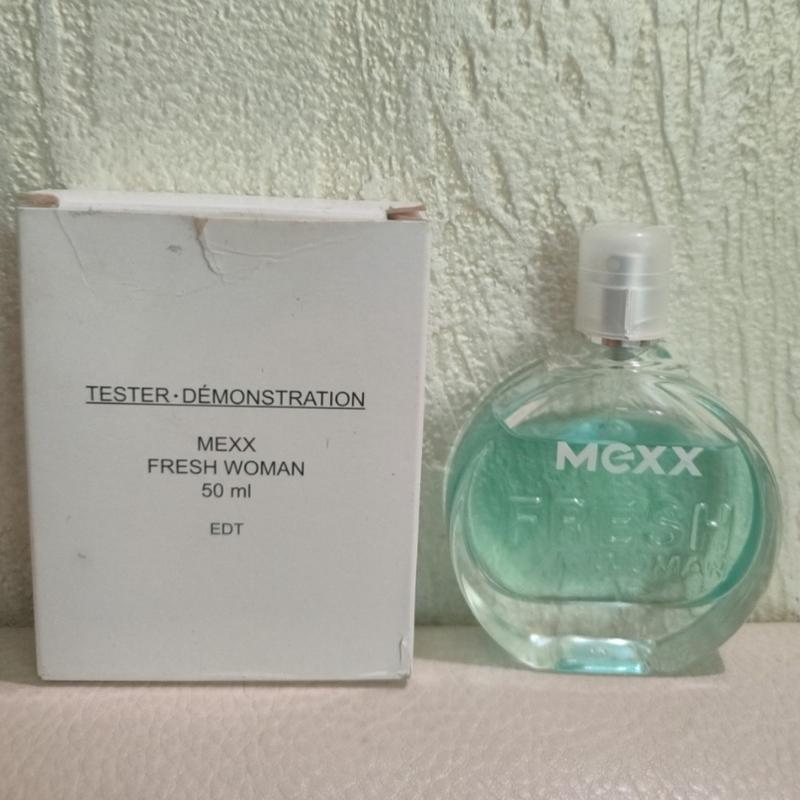 TESTER·DÉMONSTRATION
MEXX
FRESH WOMAN
50 ml
EDT
MEXX
FRESH
WOMAN